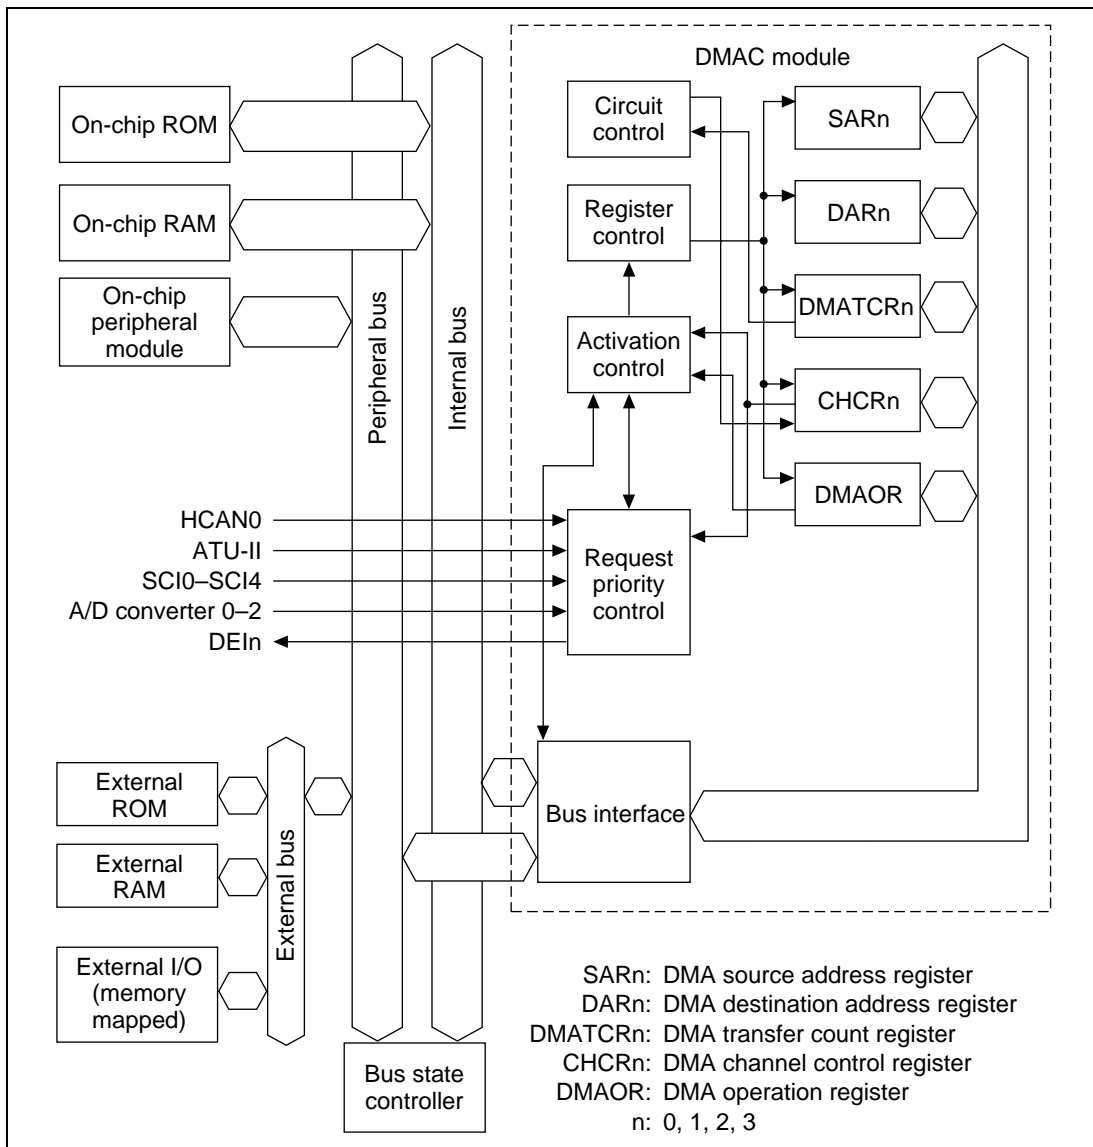 DMAC module
On-chip ROM
On-chip RAM
On-chip
peripheral
module
Peripheral bus
Internal bus
Circuit
control
Register
control
Activation
control
Request
priority
control
SARn
DARn
DMATCRn
CHCRn
DMAOR
HCAN0
ATU-II
SCI0–SCI4
A/D converter 0–2
DEIn
External
ROM
External
RAM
External I/O
(memory
mapped)
External bus
Bus interface
Bus state
controller
SARn: DMA source address register
DARn: DMA destination address register
DMATCRn: DMA transfer count register
CHCRn: DMA channel control register
DMAOR: DMA operation register
n: 0, 1, 2, 3